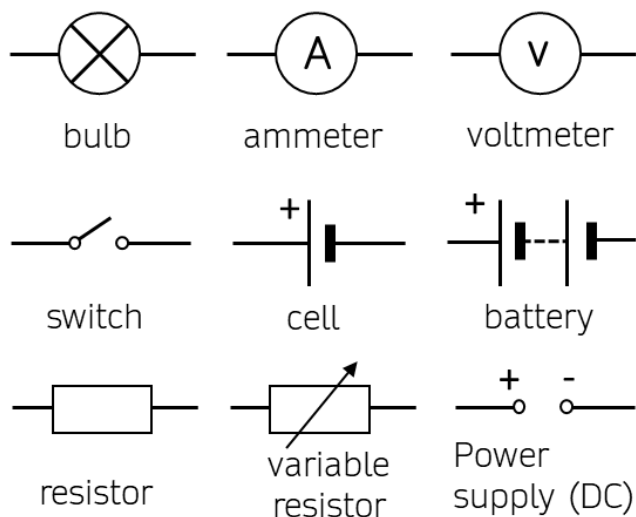 A
v
bulb
ammeter
voltmeter
+
+
switch
cell
battery
+ -
resistor
variable
resistor
Power
supply (DC)